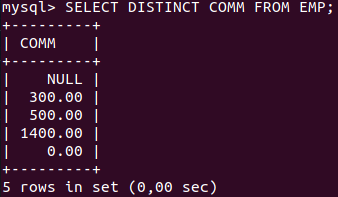 mysql> SELECT DISTINCT COMM FROM EMP;
+---------+
| COMM    |
+---------+
|    NULL |
|  300.00 |
|  500.00 |
| 1400.00 |
|    0.00 |
+---------+
5 rows in set (0,00 sec)